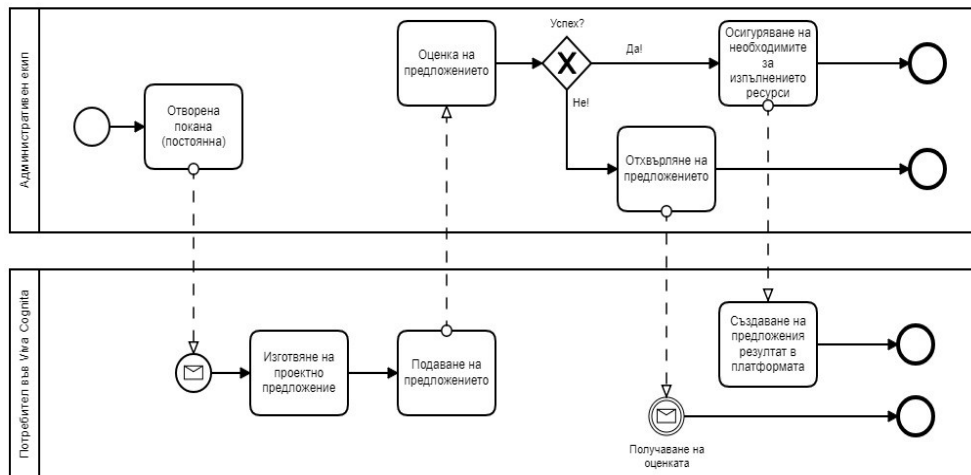 Административен екип
Отворена
покана
(постоянна)
Оценка на
предложението
Успех?
Да!
Не!
Осигуряване на
необходимите
за
изпълнението
ресурси
Отхвърляне на
предложението
Потребител във Viva Cognita
Изготвяне на
проектно
предложение
Подаване на
предложението
Получаване на
оценката
Създаване на
предложения
резултат в
платформата